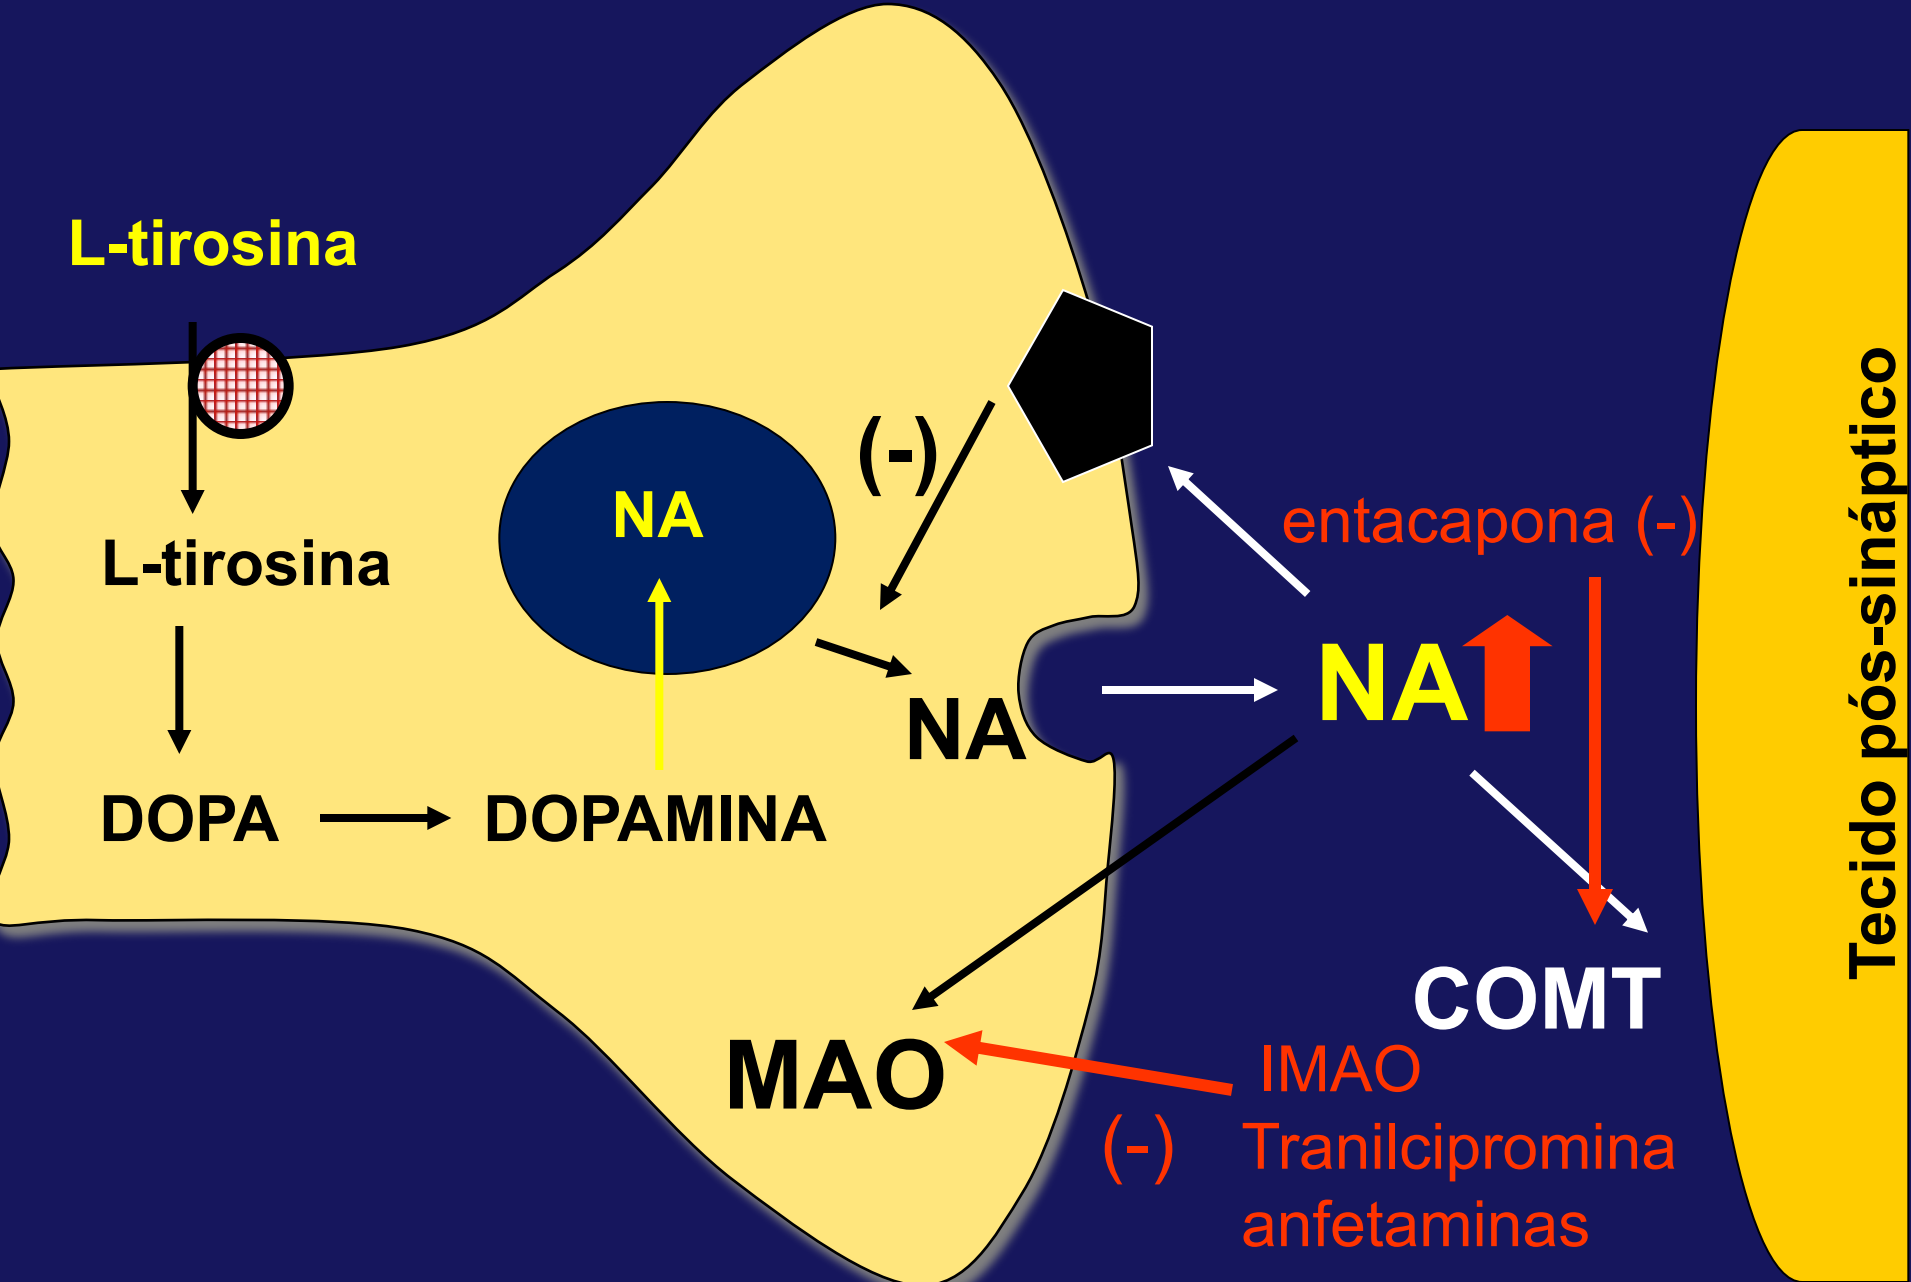 L-tirosina
L-tirosina
DOPA
DOPAMINA
NA
(-)
NA
NA
entacapona (-)
COMT
MAO
(-)
IMAO
Tranilcipromina
anfetaminas
Tecido pós-sináptico